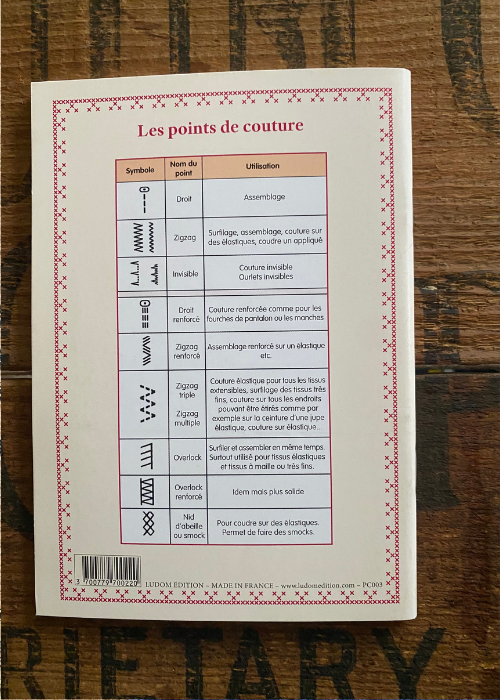 Les points de couture
Symbole
Nom du
point
Utilisation
Droit
Assemblage
Zigzag
Surfilage, assemblage, couture sur
des élastiques, coudre un appliqué
Invisible
Couture invisible
Ourlets invisibles
Droit
renforcé
Couture renforcée comme pour les
fourches de pantalon ou les manches
Zigzag
renforcé
Assemblage renforcé sur un élastique
etc.
Zigzag
triple
Zigzag
multiple
Couture élastique pour tous les tissus
extensibles, surfilage des tissus très
fins, couture sur tous les endroits
pouvant être étirés comme par
exemple sur la ceinture d'une jupe
élastique, couture sur élastique...
Overlock
Surfiler et assembler en même temps.
Surtout utilisé pour tissus élastiques
et tissus à maille ou très fins.
Overlock
renforcé
Idem mais plus solide
Nid
d'abeille
ou smock
Pour coudre sur des élastiques.
Permet de faire des smocks.
3 700779 700220
LUDOM EDITION – MADE IN FRANCE – www.ludomedition.com – PC003
RIETARY